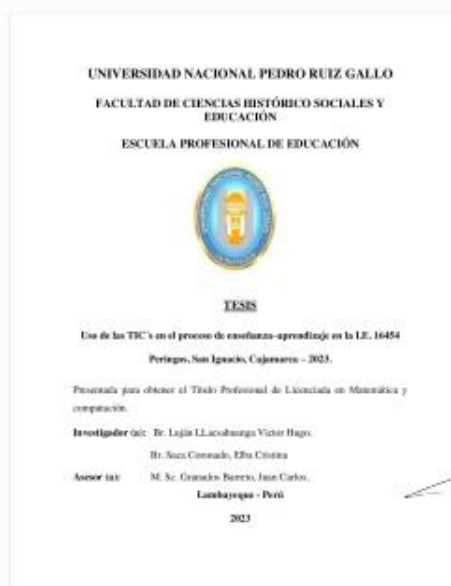 UNIVERSIDAD NACIONAL PEDRO RUIZ GALLO
FACULTAD DE CIENCIAS HISTÓRICO SOCIALES Y
EDUCACIÓN
ESCUELA PROFESIONAL DE EDUCACIÓN
TESIS
Uso de las TIC´s en el proceso de enseñanza-aprendizaje en la I.E. 16454
Peringos, San Ignacio, Cajamarca – 2023.
Presentada para obtener el Título Profesional de Licenciada en Matemática y
computación.
Investigador (a): Br. Luján LLacsahuanga Victor Hugo.
Br. Saca Coronado, Elba Cristina
Asesor (a): M. Sc. Granados Barreto, Juan Carlos.
Lambayeque - Perú
2023